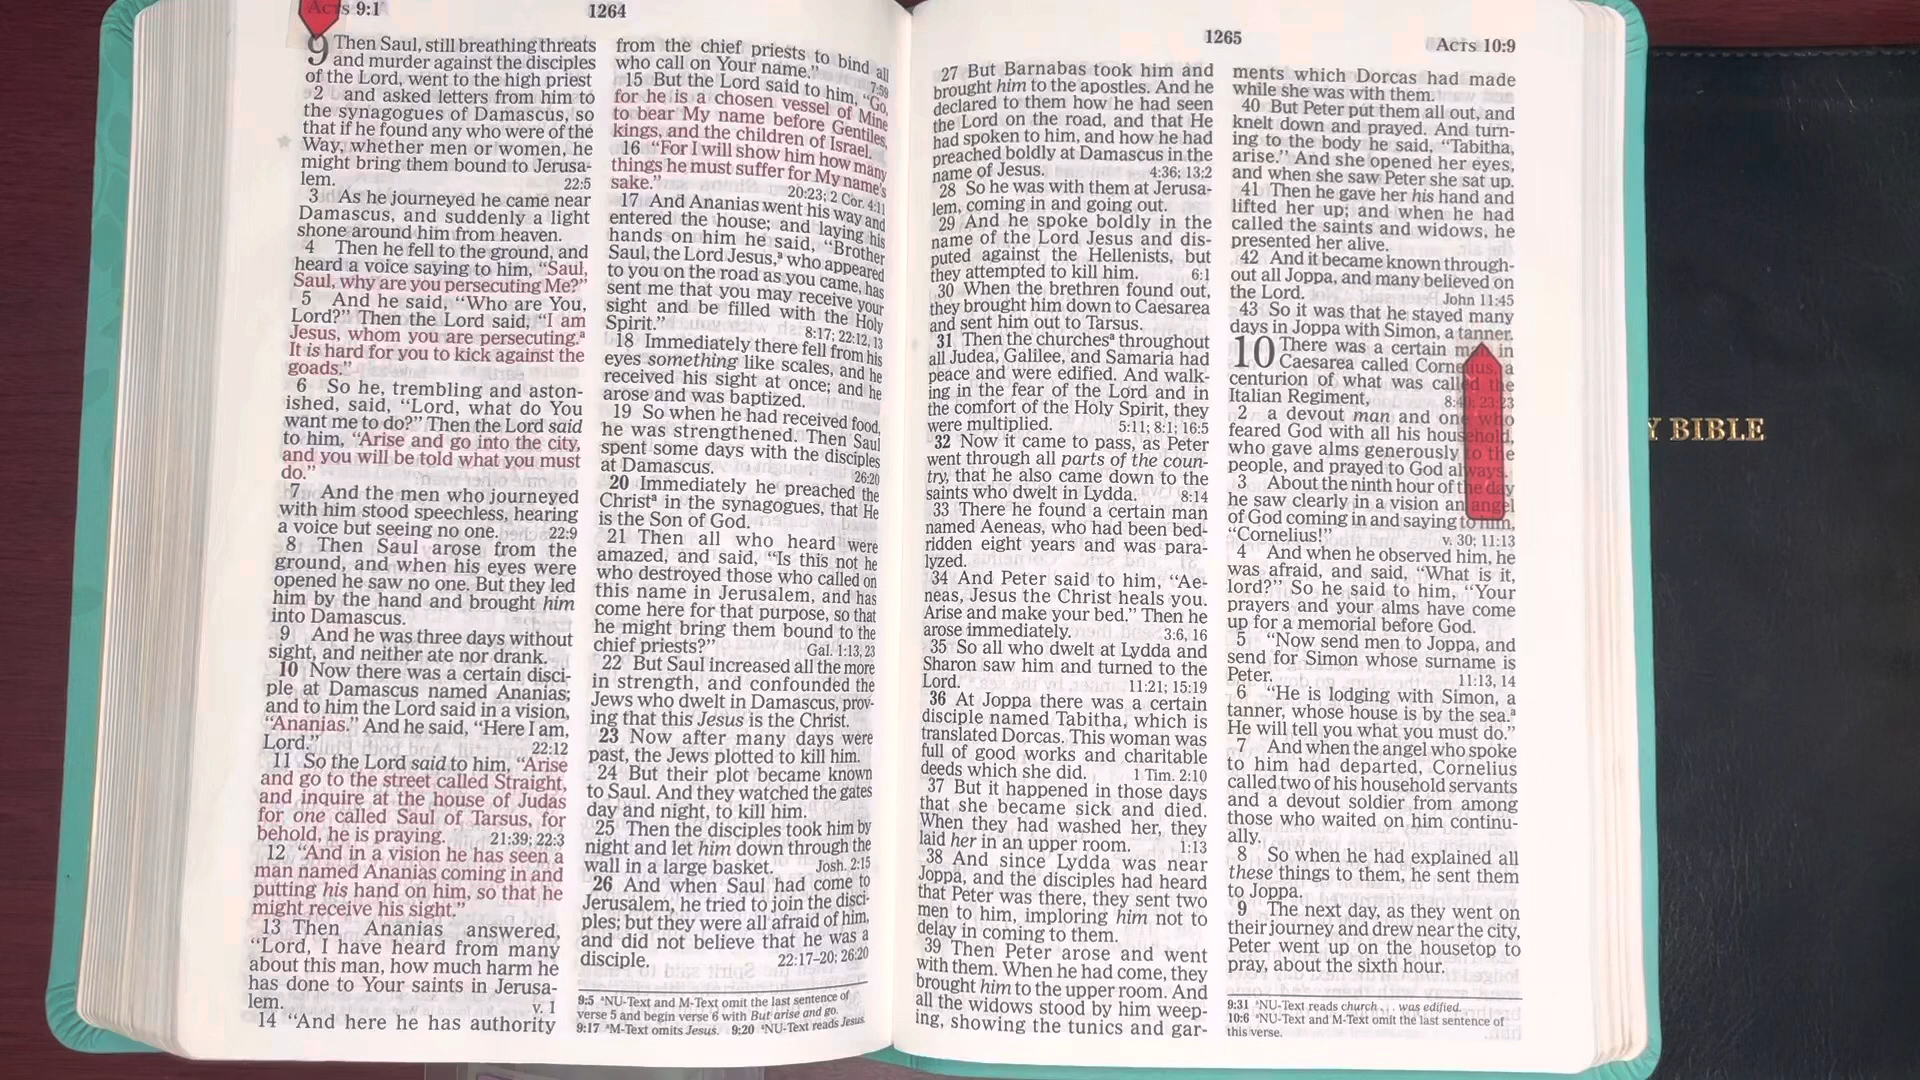 Acts 9:1
1264
9 Then Saul, still breathing threats
and murder against the disciples
of the Lord, went to the high priest
2 and asked letters from him to
the synagogues of Damascus, so
that if he found any who were of the
Way, whether men or women, he
might bring them bound to Jerusa-
lem. 22:5
3 As he journeyed he came near
Damascus, and suddenly a light
shone around him from heaven.
4 Then he fell to the ground, and
heard a voice saying to him, “Saul,
Saul, why are you persecuting Me?”
5 And he said, “Who are You,
Lord?” Then the Lord said, “I am
Jesus, whom you are persecuting.ª
It is hard for you to kick against the
goads.”
6 So he, trembling and aston-
ished, said, “Lord, what do You
want me to do?” Then the Lord said
to him, “Arise and go into the city,
and you will be told what you must
do.”
7 And the men who journeyed
with him stood speechless, hearing
a voice but seeing no one. 22:9
8 Then Saul arose from the
ground, and when his eyes were
opened he saw no one. But they led
him by the hand and brought him
into Damascus.
9 And he was three days without
sight, and neither ate nor drank.
10 Now there was a certain disci-
ple at Damascus named Ananias;
and to him the Lord said in a vision,
“Ananias.” And he said, “Here I am,
Lord.” 22:12
11 So the Lord said to him, “Arise
and go to the street called Straight,
and inquire at the house of Judas
for one called Saul of Tarsus, for
behold, he is praying. 21:39; 22:3
12 “And in a vision he has seen a
man named Ananias coming in and
putting his hand on him, so that he
might receive his sight.”
13 Then Ananias answered,
“Lord, I have heard from many
about this man, how much harm he
has done to Your saints in Jerusa-
lem. v. 1
14 “And here he has authority
from the chief priests to bind all
who call on Your name.” 7:59
15 But the Lord said to him, “Go,
for he is a chosen vessel of Mine
to bear My name before Gentiles,
kings, and the children of Israel.
16 “For I will show him how many
things he must suffer for My name’s
sake.” 20:23; 2 Cor. 4:11
17 And Ananias went his way and
entered the house; and laying his
hands on him he said, “Brother
Saul, the Lord Jesus,ª who appeared
to you on the road as you came, has
sent me that you may receive your
sight and be filled with the Holy
Spirit.” 8:17; 22:12, 13
18 Immediately there fell from his
eyes something like scales, and he
received his sight at once; and he
arose and was baptized.
19 So when he had received food,
he was strengthened. Then Saul
spent some days with the disciples
at Damascus. 26:20
20 Immediately he preached the
Christª in the synagogues, that He
is the Son of God.
21 Then all who heard were
amazed, and said, “Is this not he
who destroyed those who called on
this name in Jerusalem, and has
come here for that purpose, so that
he might bring them bound to the
chief priests?” Gal. 1:13, 23
22 But Saul increased all the more
in strength, and confounded the
Jews who dwelt in Damascus, prov-
ing that this Jesus is the Christ.
23 Now after many days were
past, the Jews plotted to kill him.
24 But their plot became known
to Saul. And they watched the gates
day and night, to kill him.
25 Then the disciples took him by
night and let him down through the
wall in a large basket. Josh. 2:15
26 And when Saul had come to
Jerusalem, he tried to join the disci-
ples; but they were all afraid of him,
and did not believe that he was a
disciple. 22:17–20; 26:20
9:5 ªNU-Text and M-Text omit the last sentence of
verse 5 and begin verse 6 with But arise and go.
9:17 ªM-Text omits Jesus. 9:20 ªNU-Text reads Jesus.
1265
Acts 10:9
27 But Barnabas took him and
brought him to the apostles. And he
declared to them how he had seen
the Lord on the road, and that He
had spoken to him, and how he had
preached boldly at Damascus in the
name of Jesus. 4:36; 13:2
28 So he was with them at Jerusa-
lem, coming in and going out.
29 And he spoke boldly in the
name of the Lord Jesus and dis-
puted against the Hellenists, but
they attempted to kill him. 6:1
30 When the brethren found out,
they brought him down to Caesarea
and sent him out to Tarsus.
31 Then the churchesª throughout
all Judea, Galilee, and Samaria had
peace and were edified. And walk-
ing in the fear of the Lord and in
the comfort of the Holy Spirit, they
were multiplied. 5:11; 8:1; 16:5
32 Now it came to pass, as Peter
went through all parts of the coun-
try, that he also came down to the
saints who dwelt in Lydda. 8:14
33 There he found a certain man
named Aeneas, who had been bed-
ridden eight years and was para-
lyzed.
34 And Peter said to him, “Ae-
neas, Jesus the Christ heals you.
Arise and make your bed.” Then he
arose immediately. 3:6, 16
35 So all who dwelt at Lydda and
Sharon saw him and turned to the
Lord. 11:21; 15:19
36 At Joppa there was a certain
disciple named Tabitha, which is
translated Dorcas. This woman was
full of good works and charitable
deeds which she did. 1 Tim. 2:10
37 But it happened in those days
that she became sick and died.
When they had washed her, they
laid her in an upper room. 1:13
38 And since Lydda was near
Joppa, and the disciples had heard
that Peter was there, they sent two
men to him, imploring him not to
delay in coming to them.
39 Then Peter arose and went
with them. When he had come, they
brought him to the upper room. And
all the widows stood by him weep-
ing, showing the tunics and gar-
ments which Dorcas had made
while she was with them.
40 But Peter put them all out, and
knelt down and prayed. And turn-
ing to the body he said, “Tabitha,
arise.” And she opened her eyes,
and when she saw Peter she sat up.
41 Then he gave her his hand and
lifted her up; and when he had
called the saints and widows, he
presented her alive.
42 And it became known through-
out all Joppa, and many believed on
the Lord. John 11:45
43 So it was that he stayed many
days in Joppa with Simon, a tanner.
10 There was a certain man in
Caesarea called Cornelius, a
centurion of what was called the
Italian Regiment, 8:40; 23:23
2 a devout man and one who
feared God with all his household,
who gave alms generously to the
people, and prayed to God always.
3 About the ninth hour of the day
he saw clearly in a vision an angel
of God coming in and saying to him,
“Cornelius!” v. 30; 11:13
4 And when he observed him, he
was afraid, and said, “What is it,
lord?” So he said to him, “Your
prayers and your alms have come
up for a memorial before God.
5 “Now send men to Joppa, and
send for Simon whose surname is
Peter. 11:13, 14
6 “He is lodging with Simon, a
tanner, whose house is by the sea.ª
He will tell you what you must do.”
7 And when the angel who spoke
to him had departed, Cornelius
called two of his household servants
and a devout soldier from among
those who waited on him continu-
ally.
8 So when he had explained all
these things to them, he sent them
to Joppa.
9 The next day, as they went on
their journey and drew near the city,
Peter went up on the housetop to
pray, about the sixth hour.
9:31 ªNU-Text reads church . . . was edified.
10:6 ªNU-Text and M-Text omit the last sentence of
this verse.
Y BIBLE